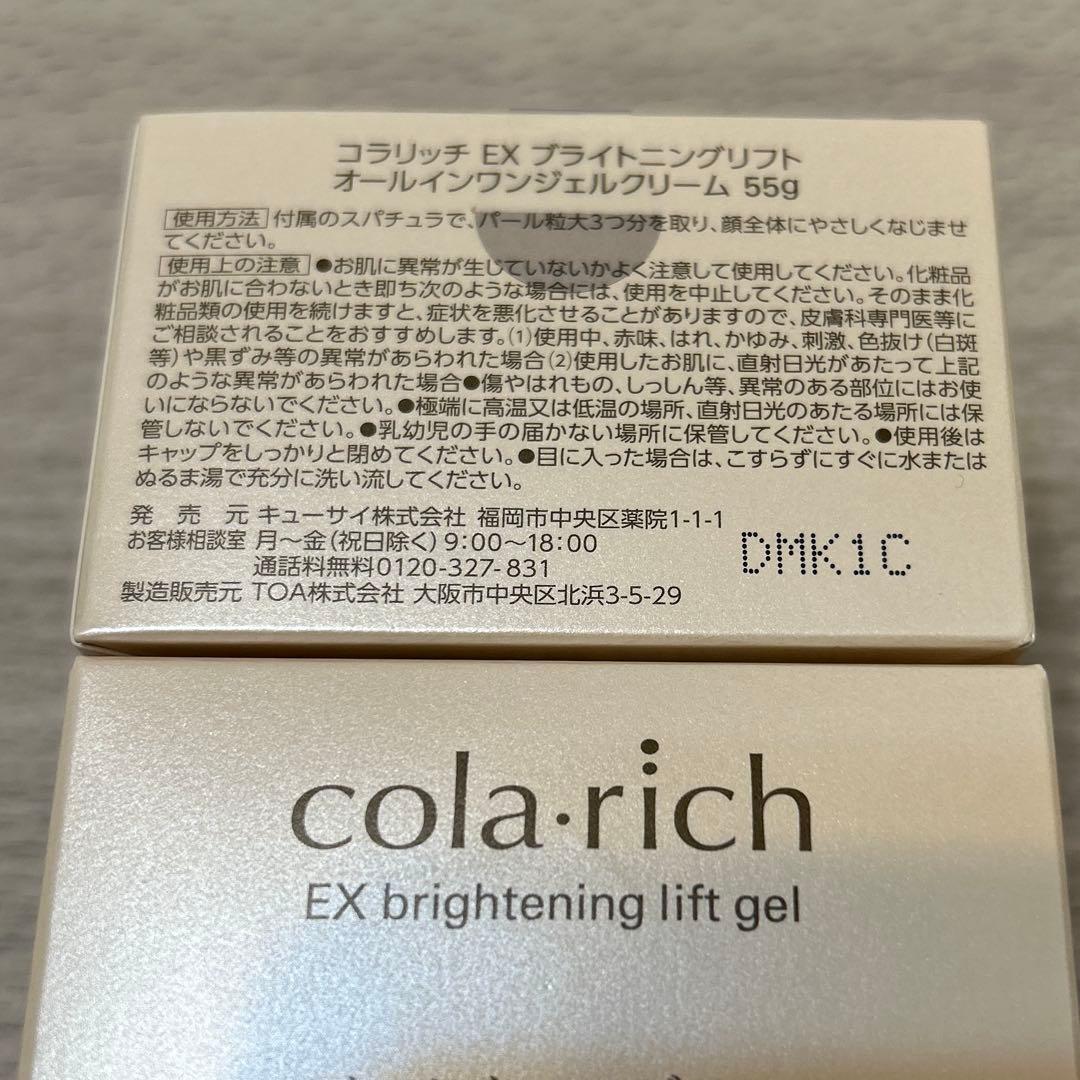 コラリッチ EX ブライトニングリフト
オールインワンジェルクリーム 55g
使用方法 付属のスパチュラで、パール粒大3つ分を取り、顔全体にやさしくなじませ
てください。
使用上の注意 ●お肌に異常が生じていないかよく注意して使用してください。化粧品
がお肌に合わないとき即ち次のような場合には、使用を中止してください。そのまま化
粧品類の使用を続けますと、症状を悪化させることがありますので、皮膚科専門医等に
ご相談されることをおすすめします。(1)使用中、赤味、はれ、かゆみ、刺激、色抜け(白斑
等)や黒ずみ等の異常があらわれた場合(2)使用したお肌に、直射日光があたって上記
のような異常があらわれた場合●傷やはれもの、しっしん等、異常のある部位にはお使
いにならないでください。●極端に高温又は低温の場所、直射日光のあたる場所には保
管しないでください。●乳幼児の手の届かない場所に保管してください。●使用後は
キャップをしっかりと閉めてください。●目に入った場合は、こすらずにすぐに水または
ぬるま湯で充分に洗い流してください。
発売元 キューサイ株式会社 福岡市中央区薬院1-1-1
お客様相談室 月～金(祝日除く)9:00～18:00
通話料無料0120-327-831
製造販売元 TOA株式会社 大阪市中央区北浜3-5-29
DMK1C
cola・rich
EX brightening lift gel